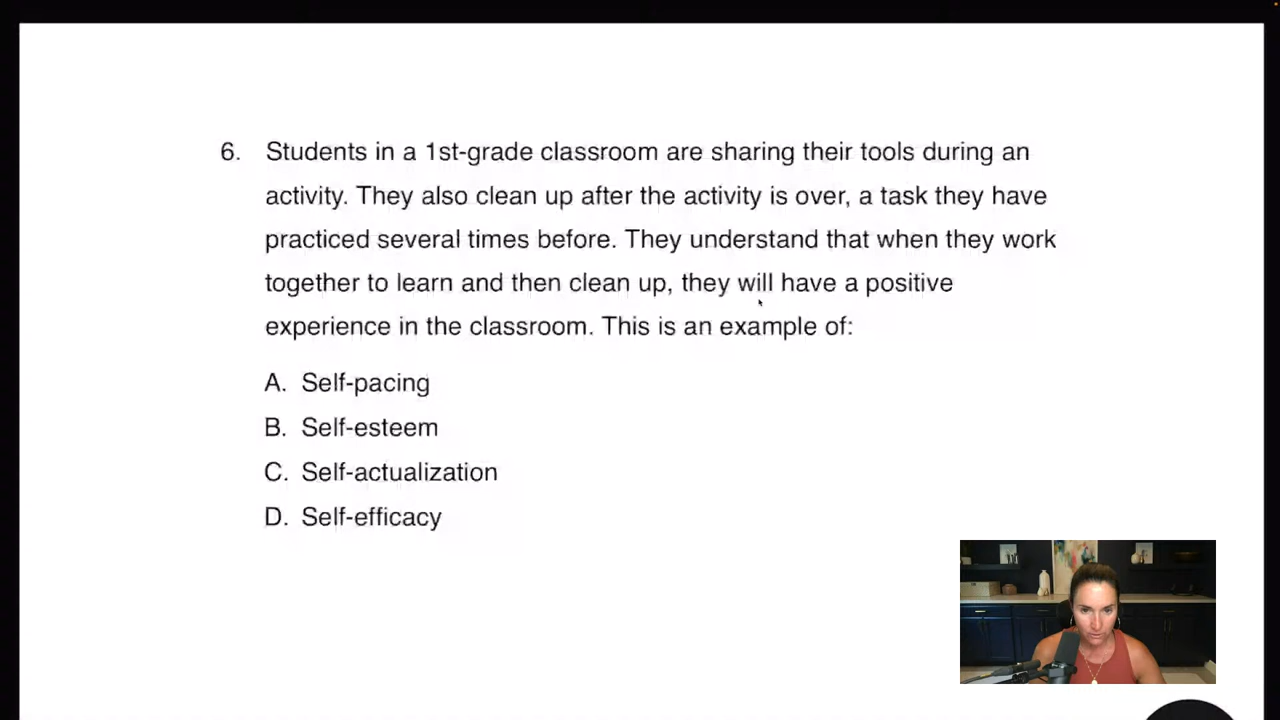 6. Students in a 1st-grade classroom are sharing their tools during an
activity. They also clean up after the activity is over, a task they have
practiced several times before. They understand that when they work
together to learn and then clean up, they will have a positive
experience in the classroom. This is an example of:
A. Self-pacing
B. Self-esteem
C. Self-actualization
D. Self-efficacy